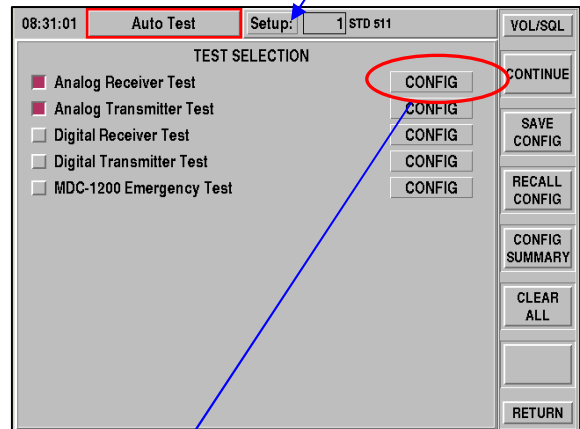 08:31:01 Auto Test Setup: 1 STD 511
TEST SELECTION
Analog Receiver Test CONFIG
Analog Transmitter Test CONFIG
Digital Receiver Test CONFIG
Digital Transmitter Test CONFIG
MDC-1200 Emergency Test CONFIG
VOL/SQL
CONTINUE
SAVE
CONFIG
RECALL
CONFIG
CONFIG
SUMMARY
CLEAR
ALL
RETURN